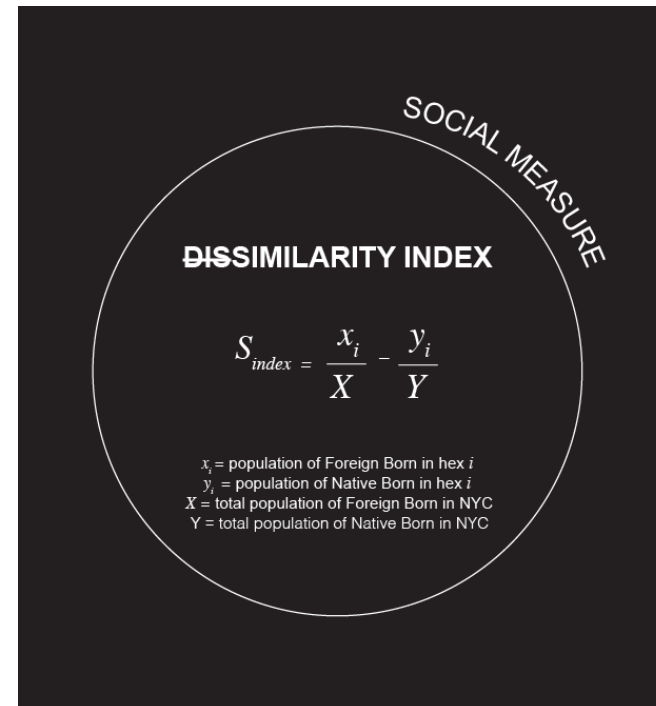 SOCIAL MEASURE
DISSIMILARITY INDEX
S_index = x_i / X − y_i / Y
x_i = population of Foreign Born in hex i
y_i = population of Native Born in hex i
X = total population of Foreign Born in NYC
Y = total population of Native Born in NYC